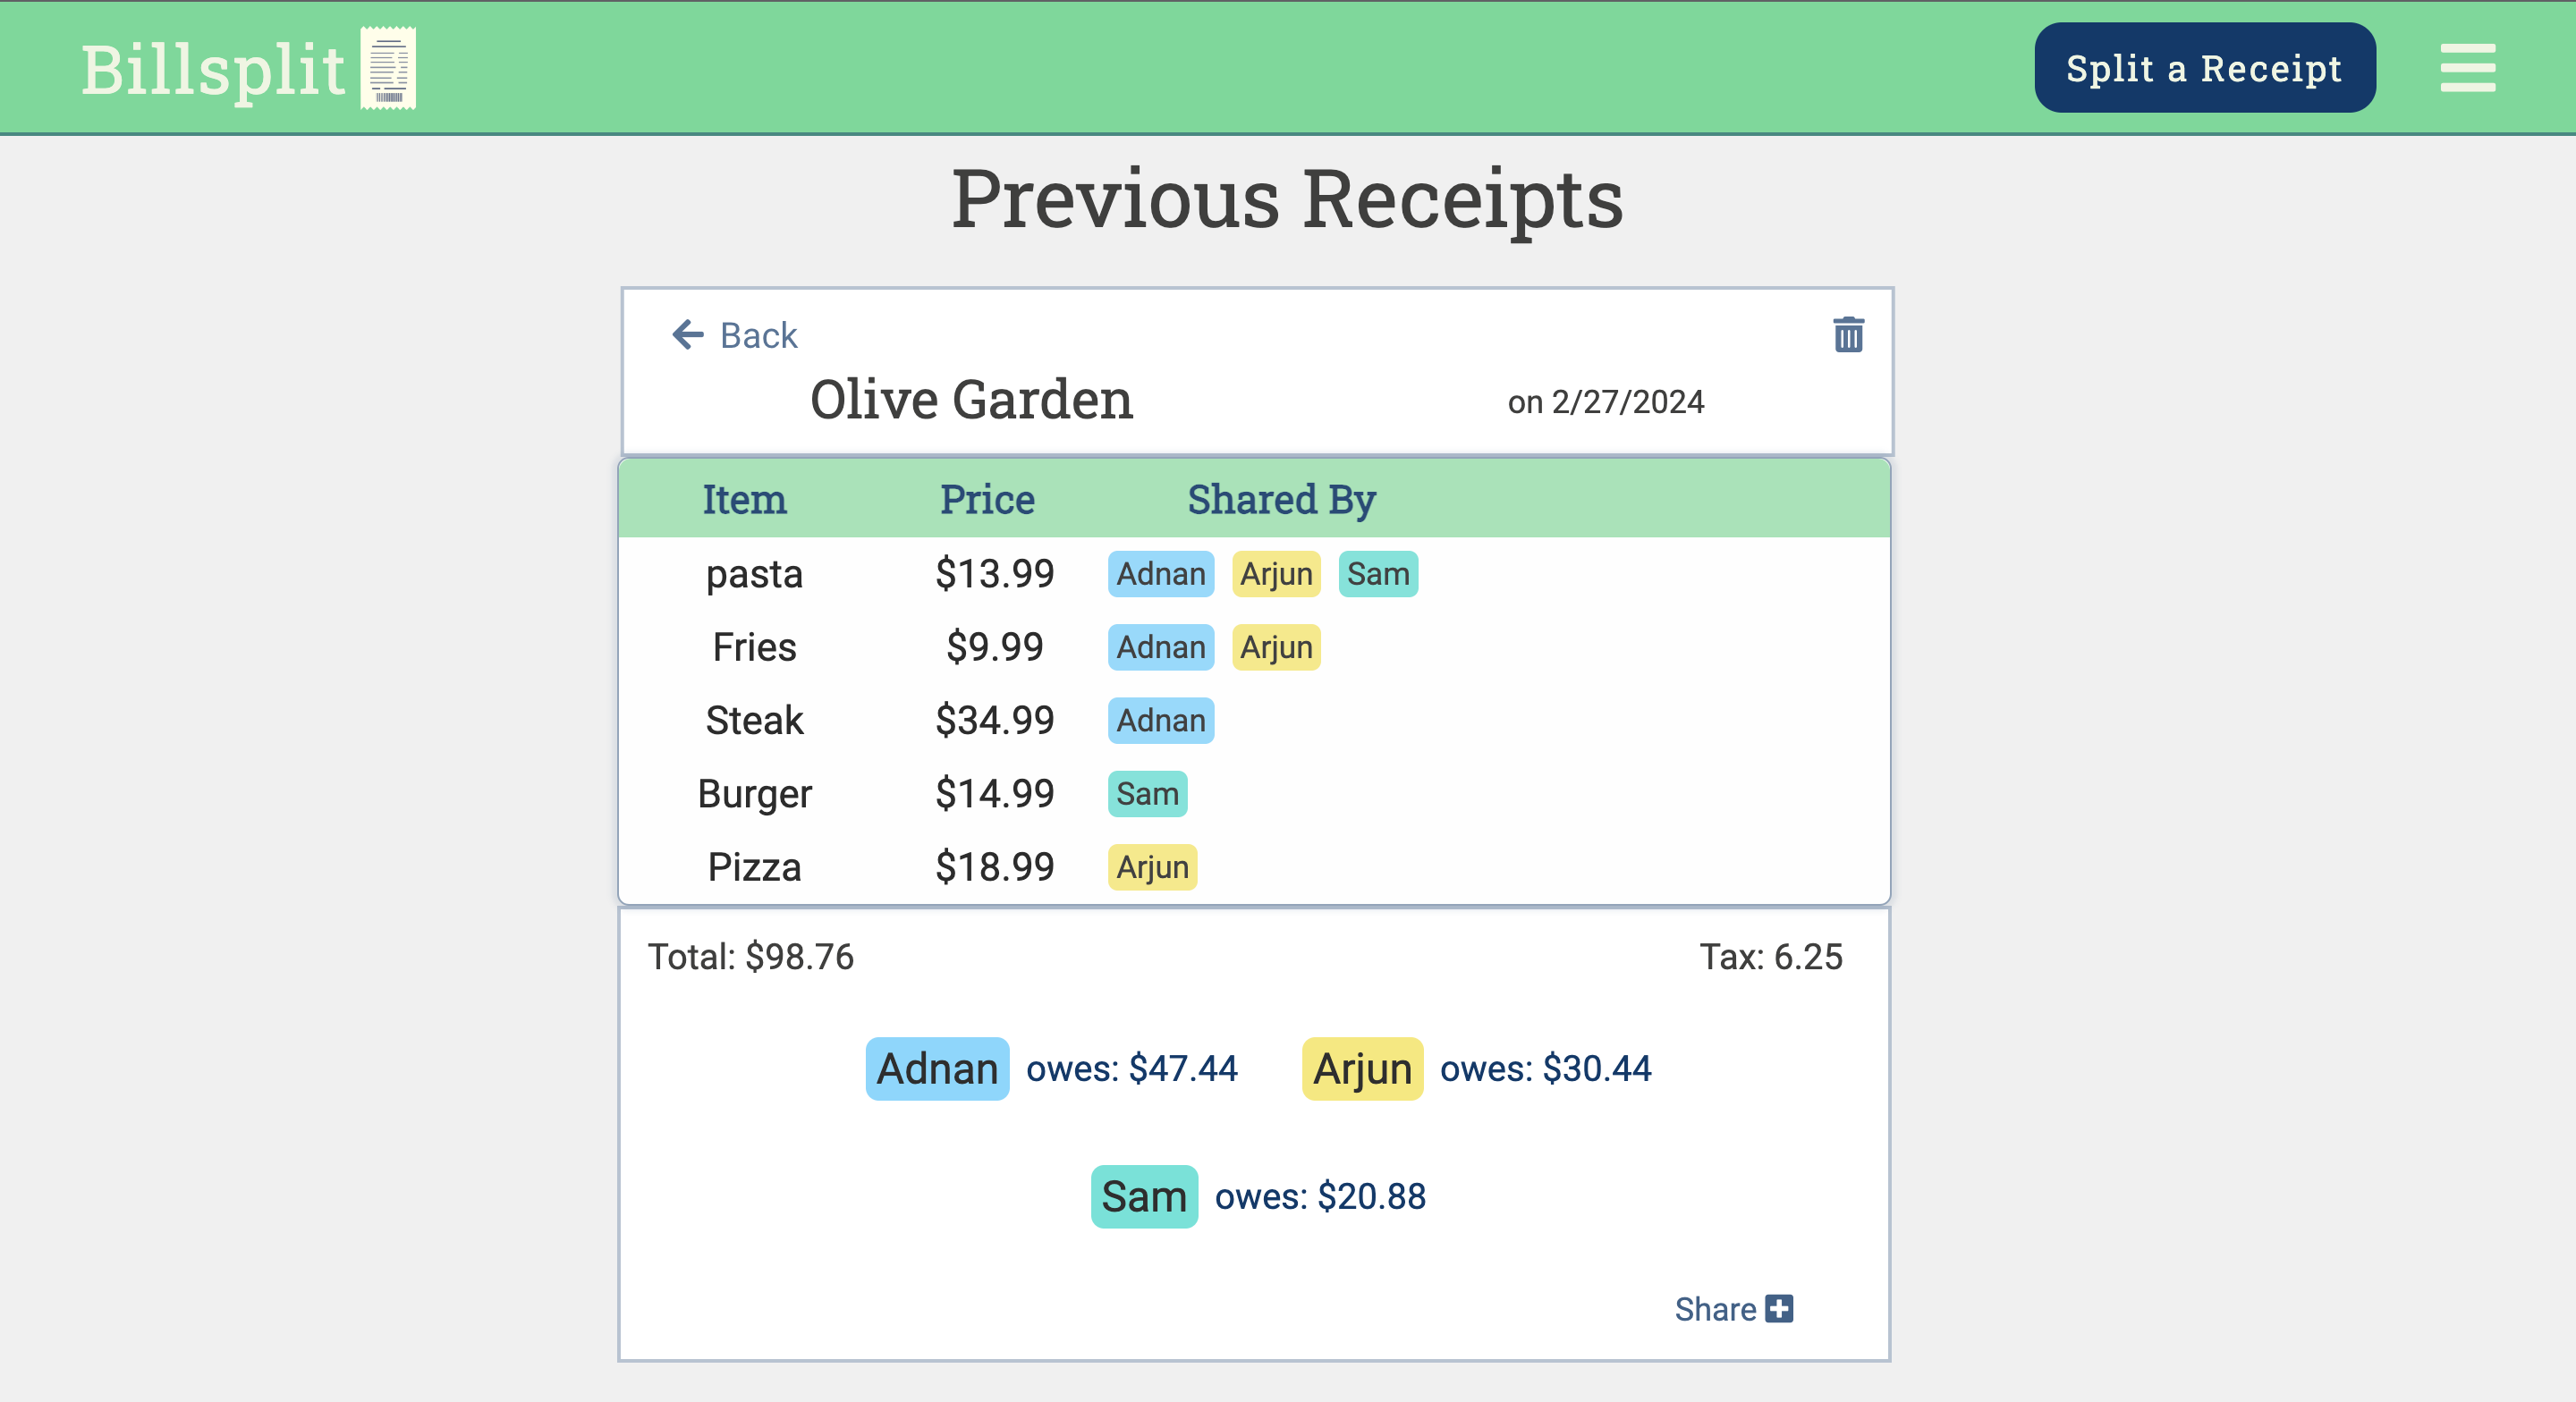 Billsplit
Split a Receipt
Previous Receipts
Back
Olive Garden on 2/27/2024
Item Price Shared By
pasta $13.99 Adnan Arjun Sam
Fries $9.99 Adnan Arjun
Steak $34.99 Adnan
Burger $14.99 Sam
Pizza $18.99 Arjun
Total: $98.76 Tax: 6.25
Adnan owes: $47.44 Arjun owes: $30.44
Sam owes: $20.88
Share